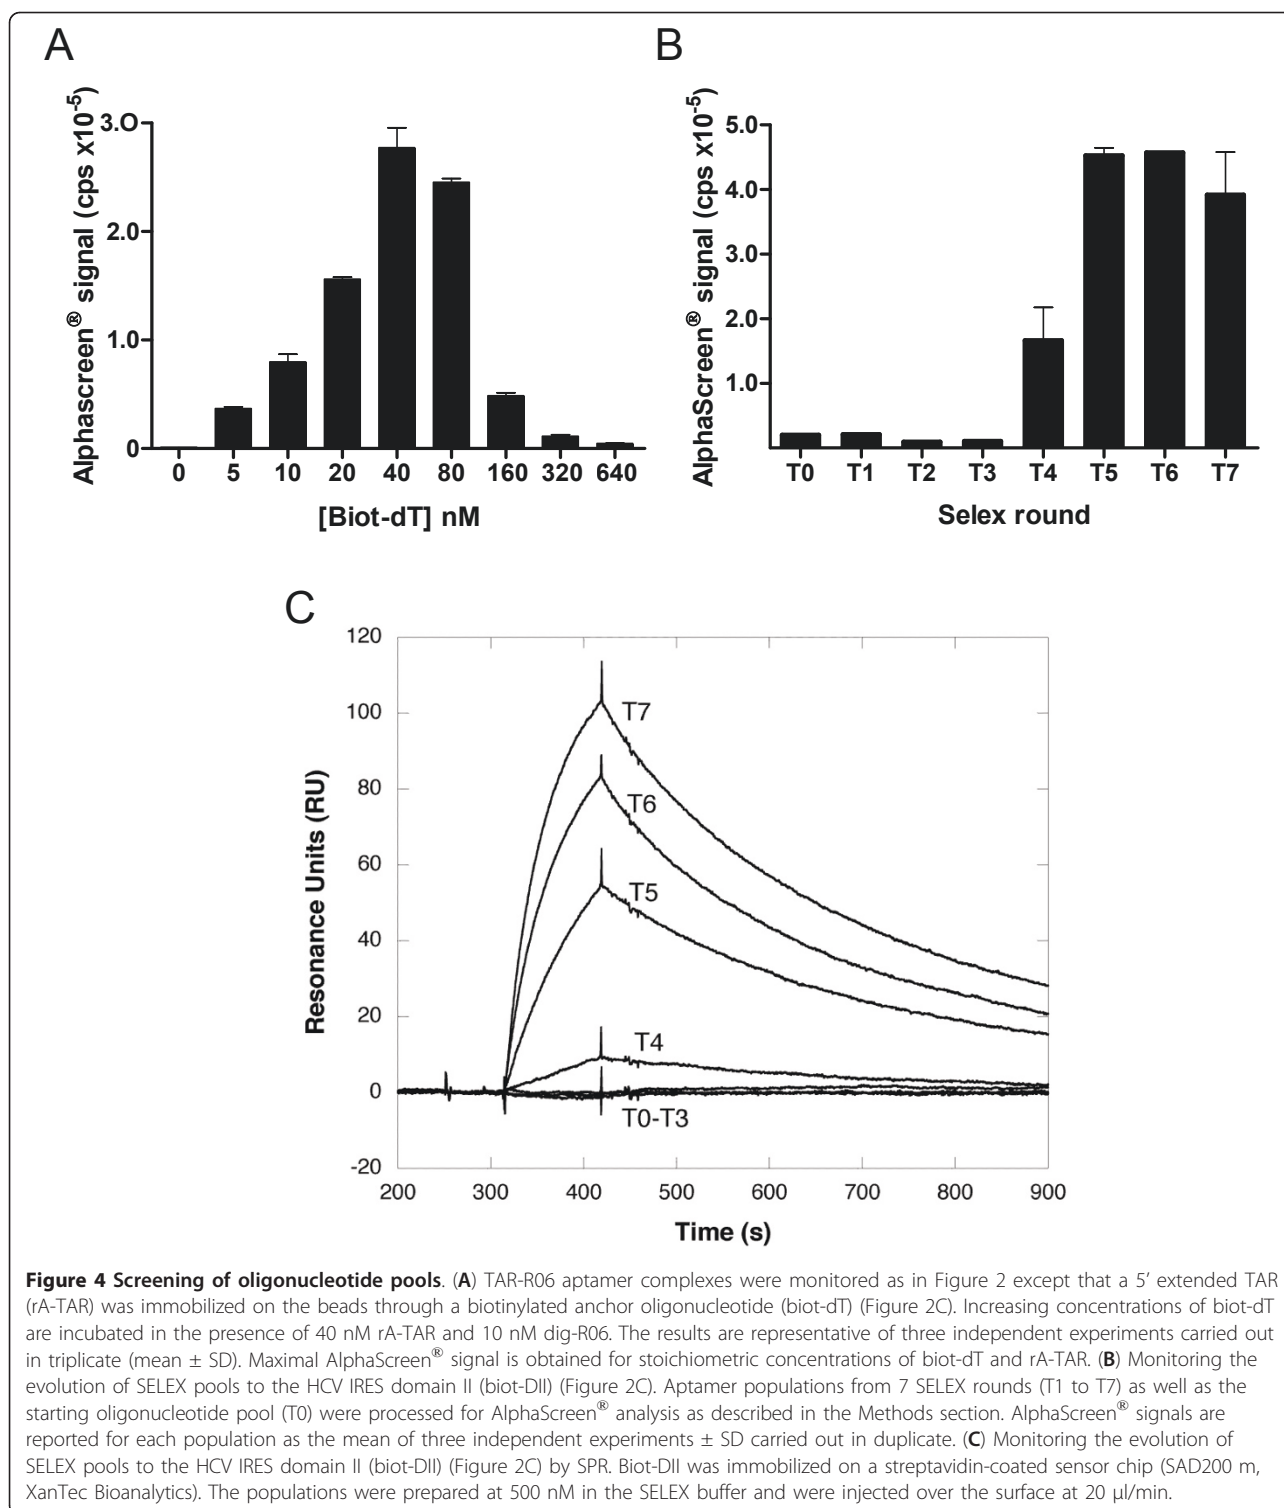 A
Alphascreen® signal (cps x10-5)
3.0
2.0
1.0
0
0 5 10 20 40 80 160 320 640
[Biot-dT] nM
B
AlphaScreen® signal (cps x10-5)
5.0
4.0
3.0
2.0
1.0
T0 T1 T2 T3 T4 T5 T6 T7
Selex round
C
Resonance Units (RU)
120
100
80
60
40
20
0
-20
T7
T6
T5
T4
T0-T3
200 300 400 500 600 700 800 900
Time (s)
Figure 4 Screening of oligonucleotide pools. (A) TAR-R06 aptamer complexes were monitored as in Figure 2 except that a 5′ extended TAR
(rA-TAR) was immobilized on the beads through a biotinylated anchor oligonucleotide (biot-dT) (Figure 2C). Increasing concentrations of biot-dT
are incubated in the presence of 40 nM rA-TAR and 10 nM dig-R06. The results are representative of three independent experiments carried out
in triplicate (mean ± SD). Maximal AlphaScreen® signal is obtained for stoichiometric concentrations of biot-dT and rA-TAR. (B) Monitoring the
evolution of SELEX pools to the HCV IRES domain II (biot-DII) (Figure 2C). Aptamer populations from 7 SELEX rounds (T1 to T7) as well as the
starting oligonucleotide pool (T0) were processed for AlphaScreen® analysis as described in the Methods section. AlphaScreen® signals are
reported for each population as the mean of three independent experiments ± SD carried out in duplicate. (C) Monitoring the evolution of
SELEX pools to the HCV IRES domain II (biot-DII) (Figure 2C) by SPR. Biot-DII was immobilized on a streptavidin-coated sensor chip (SAD200 m,
XanTec Bioanalytics). The populations were prepared at 500 nM in the SELEX buffer and were injected over the surface at 20 μl/min.